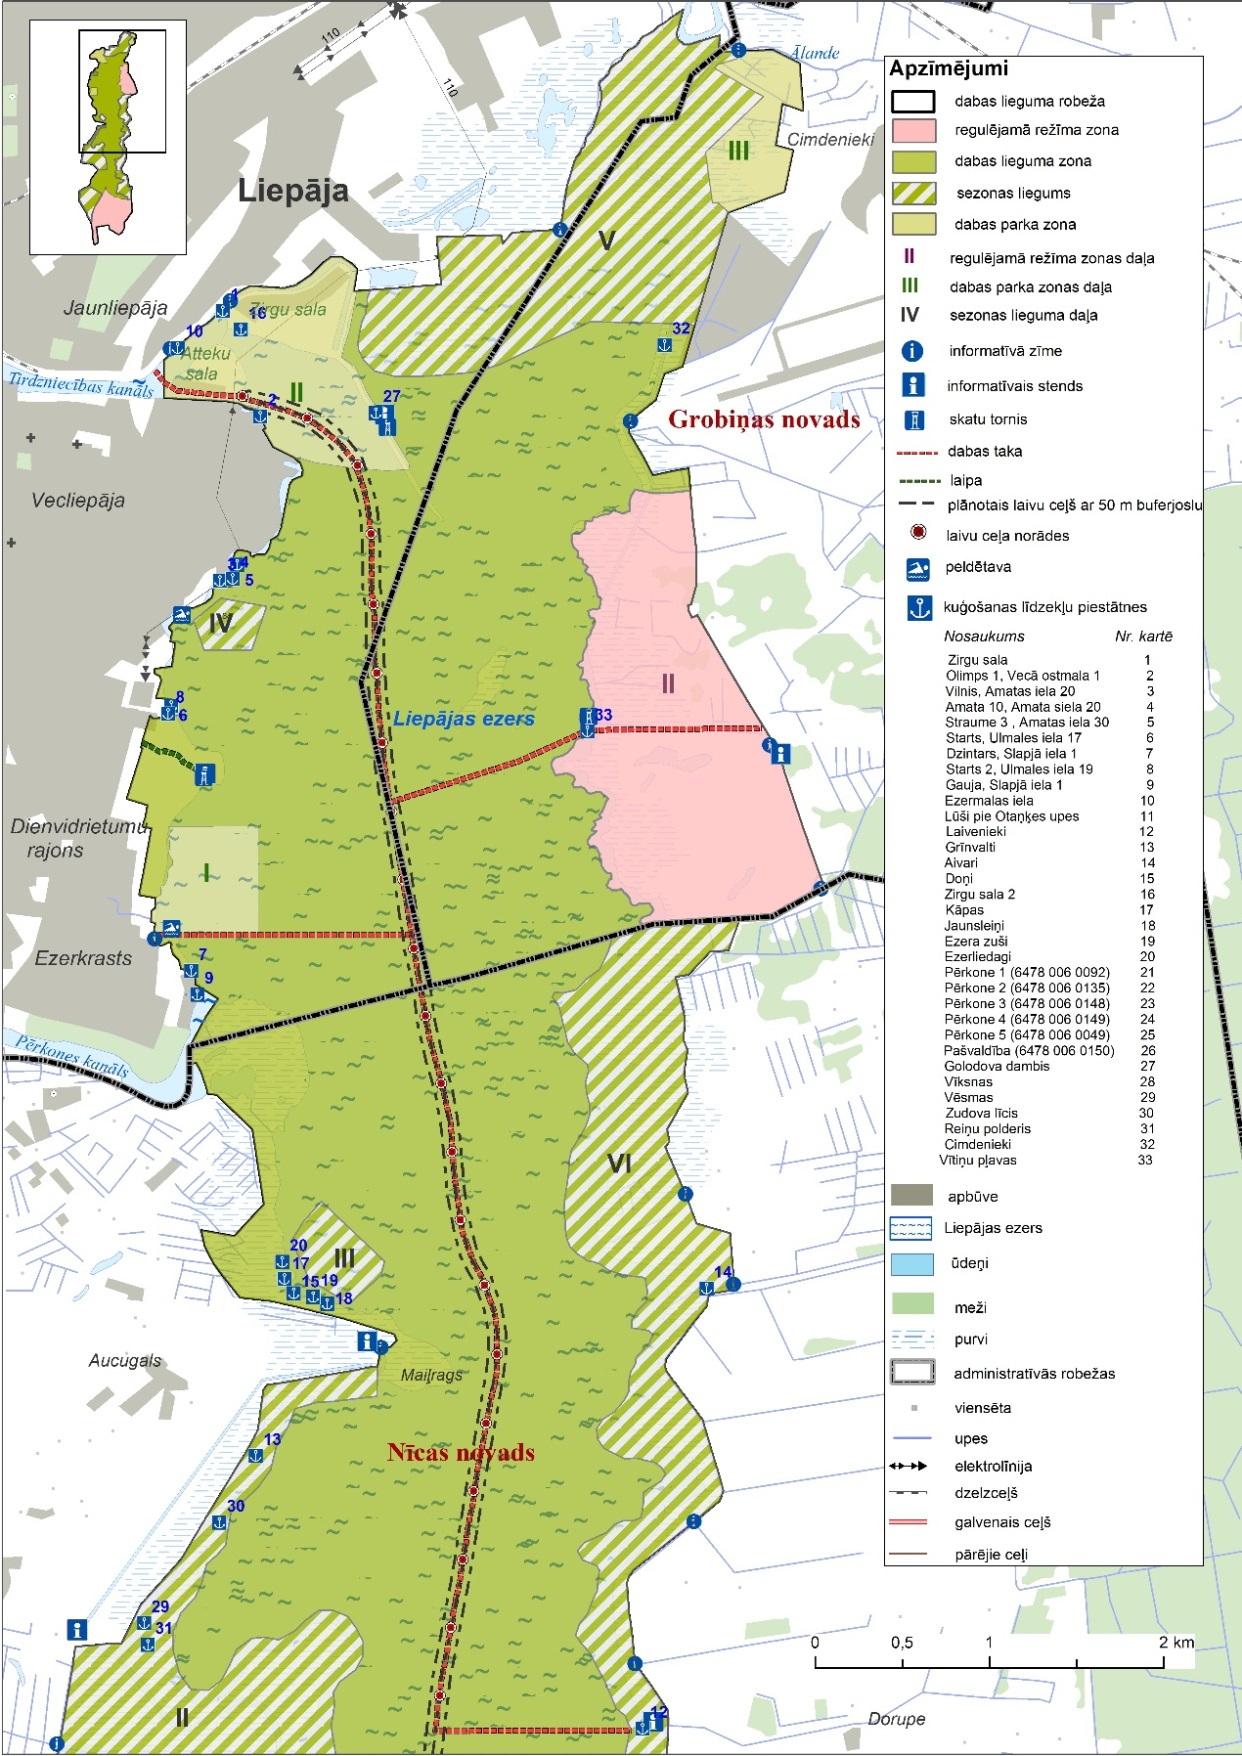 110
110
Ālande
Cimdenieki
III
Liepāja
V
Jaunliepāja
1
Zirgu sala
16
10
Atteku
sala
Tirdzniecības kanāls
II
2
27
32
Grobiņas novads
Vecliepāja
4
5
IV
II
8
6
Liepājas ezers
33
Dienvidrietumu
rajons
I
Ezerkrasts
7
9
Pērkones kanāls
VI
20
17
III
15
19
18
14
Aucugals
Maiļrags
13
Nīcas novads
30
29
31
II
12
Dorupe
Apzīmējumi
dabas lieguma robeža
regulējamā režīma zona
dabas lieguma zona
sezonas liegums
dabas parka zona
II regulējamā režīma zonas daļa
III dabas parka zonas daļa
IV sezonas lieguma daļa
informatīvā zīme
informatīvais stends
skatu tornis
dabas taka
laipa
plānotais laivu ceļš ar 50 m buferjoslu
laivu ceļa norādes
peldētava
kuģošanas līdzekļu piestātnes
Nosaukums Nr. kartē
Zirgu sala 1
Olimps 1, Vecā ostmala 1 2
Vilnis, Amatas iela 20 3
Amata 10, Amata siela 20 4
Straume 3 , Amatas iela 30 5
Starts, Ulmales iela 17 6
Dzintars, Slapjā iela 1 7
Starts 2, Ulmales iela 19 8
Gauja, Slapjā iela 1 9
Ezermalas iela 10
Lūši pie Otaņķes upes 11
Laivenieki 12
Grīnvalti 13
Aivari 14
Doņi 15
Zirgu sala 2 16
Kāpas 17
Jaunsleiņi 18
Ezera zuši 19
Ezerliedagi 20
Pērkone 1 (6478 006 0092) 21
Pērkone 2 (6478 006 0135) 22
Pērkone 3 (6478 006 0148) 23
Pērkone 4 (6478 006 0149) 24
Pērkone 5 (6478 006 0049) 25
Pašvaldība (6478 006 0150) 26
Golodova dambis 27
Vīksnas 28
Vēsmas 29
Zudova līcis 30
Reiņu polderis 31
Cimdenieki 32
Vītiņu pļavas 33
apbūve
Liepājas ezers
ūdeņi
meži
purvi
administratīvās robežas
viensēta
upes
elektrolīnija
dzelzceļš
galvenais ceļš
pārējie ceļi
0 0,5 1 2 km